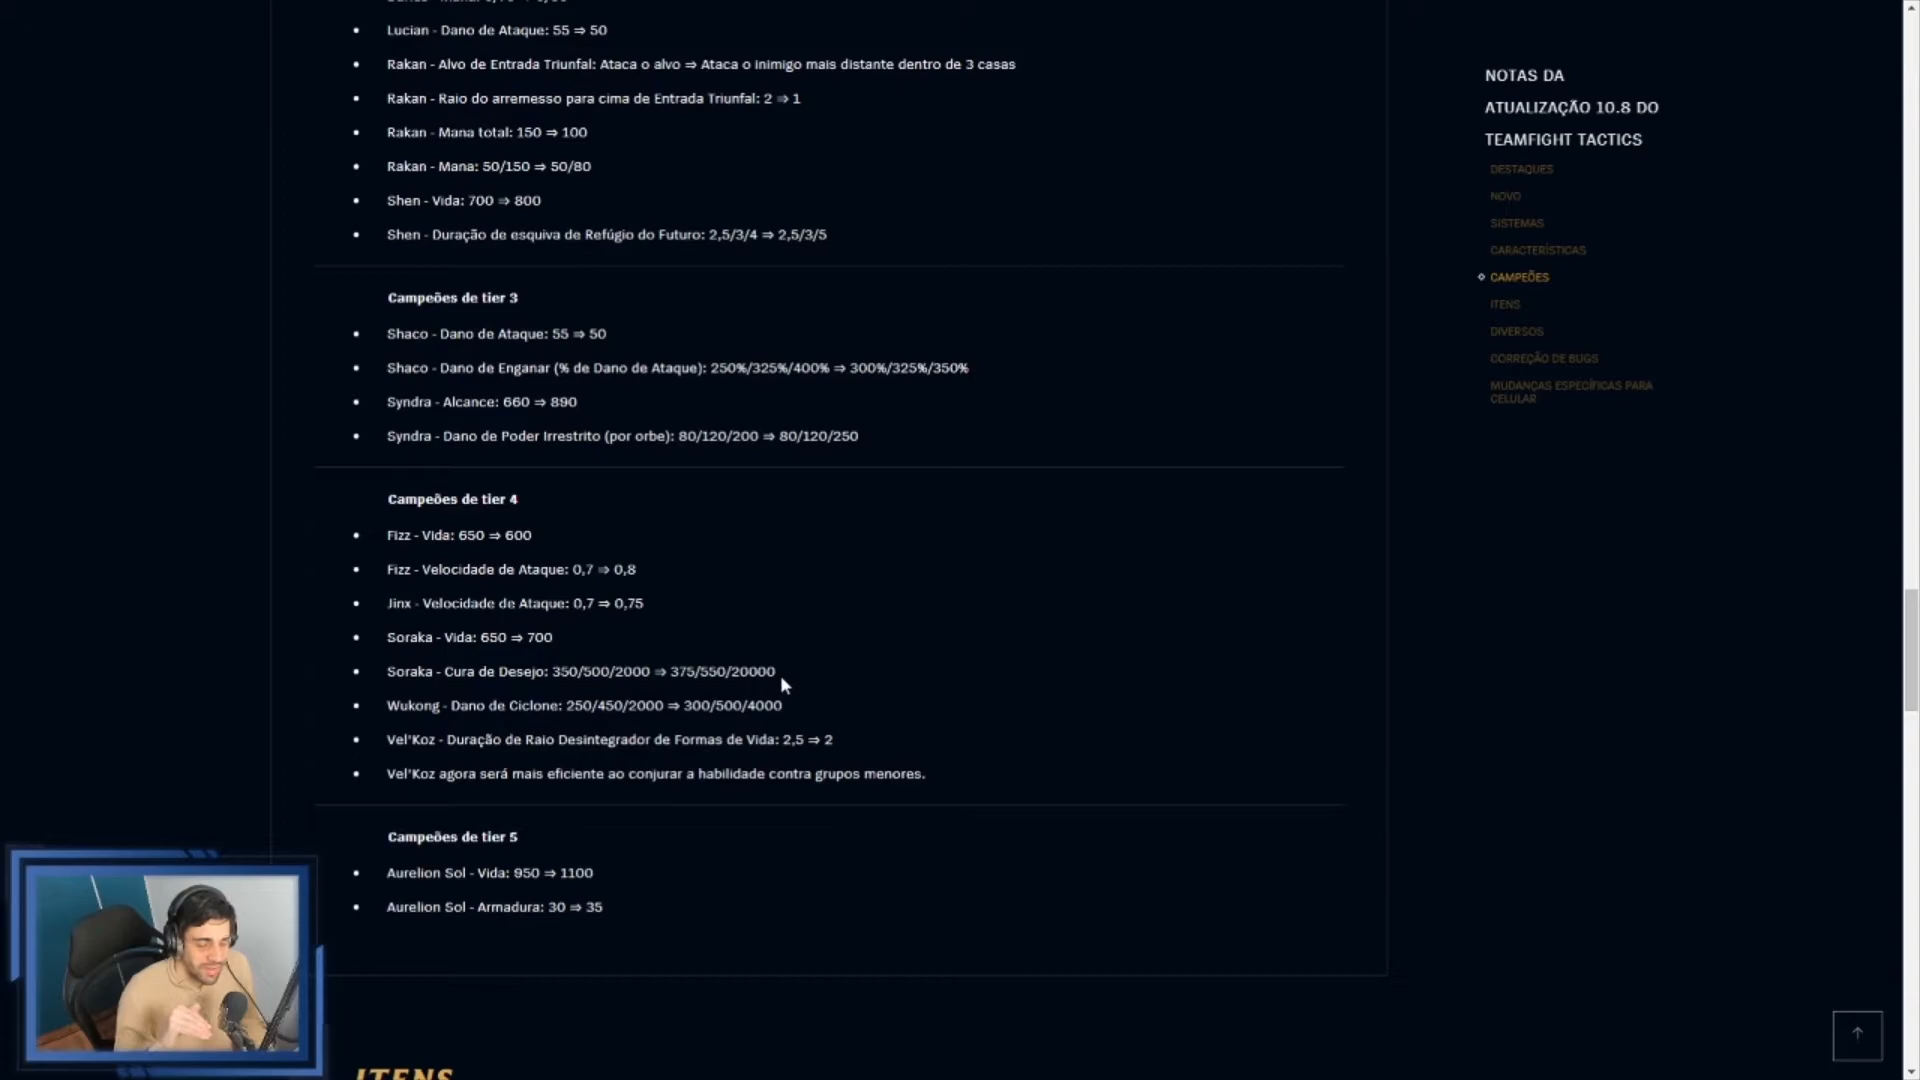 Lucian - Dano de Ataque: 55 ⇒ 50
Rakan - Alvo de Entrada Triunfal: Ataca o alvo ⇒ Ataca o inimigo mais distante dentro de 3 casas
Rakan - Raio do arremesso para cima de Entrada Triunfal: 2 ⇒ 1
Rakan - Mana total: 150 ⇒ 100
Rakan - Mana: 50/150 ⇒ 50/80
Shen - Vida: 700 ⇒ 800
Shen - Duração de esquiva de Refúgio do Futuro: 2,5/3/4 ⇒ 2,5/3/5
Campeões de tier 3
Shaco - Dano de Ataque: 55 ⇒ 50
Shaco - Dano de Enganar (% de Dano de Ataque): 250%/325%/400% ⇒ 300%/325%/350%
Syndra - Alcance: 660 ⇒ 890
Syndra - Dano de Poder Irrestrito (por orbe): 80/120/200 ⇒ 80/120/250
Campeões de tier 4
Fizz - Vida: 650 ⇒ 600
Fizz - Velocidade de Ataque: 0,7 ⇒ 0,8
Jinx - Velocidade de Ataque: 0,7 ⇒ 0,75
Soraka - Vida: 650 ⇒ 700
Soraka - Cura de Desejo: 350/500/2000 ⇒ 375/550/20000
Wukong - Dano de Ciclone: 250/450/2000 ⇒ 300/500/4000
Vel'Koz - Duração de Raio Desintegrador de Formas de Vida: 2,5 ⇒ 2
Vel'Koz agora será mais eficiente ao conjurar a habilidade contra grupos menores.
Campeões de tier 5
Aurelion Sol - Vida: 950 ⇒ 1100
Aurelion Sol - Armadura: 30 ⇒ 35
ITENS
NOTAS DA
ATUALIZAÇÃO 10.8 DO
TEAMFIGHT TACTICS
DESTAQUES
NOVO
SISTEMAS
CARACTERÍSTICAS
CAMPEÕES
ITENS
DIVERSOS
CORREÇÃO DE BUGS
MUDANÇAS ESPECÍFICAS PARA
CELULAR